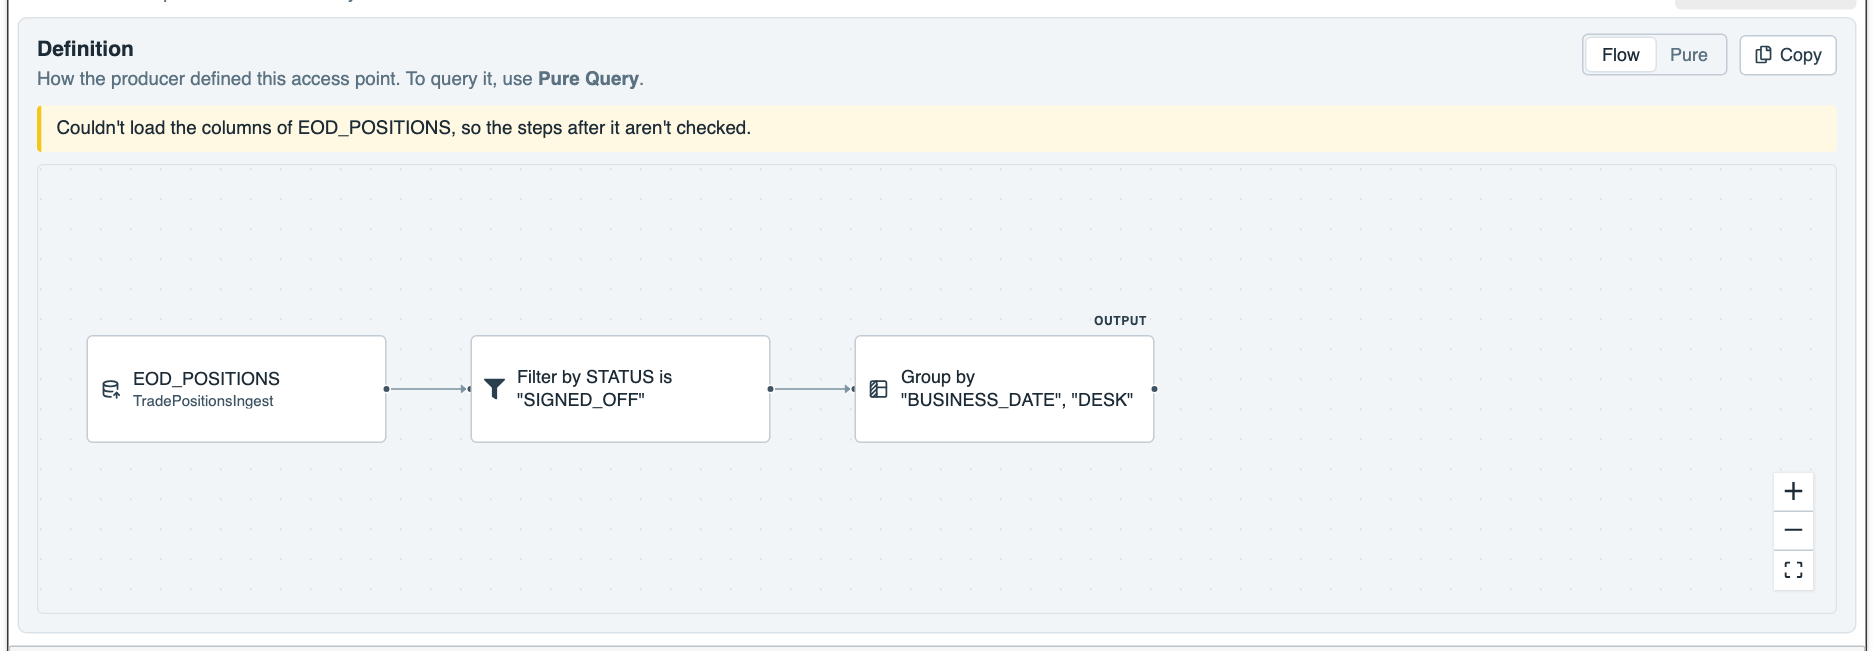 Definition
Flow
Pure
Copy
How the producer defined this access point. To query it, use Pure Query.
Couldn't load the columns of EOD_POSITIONS, so the steps after it aren't checked.
OUTPUT
EOD_POSITIONS
TradePositionsIngest
Filter by STATUS is
"SIGNED_OFF"
Group by
"BUSINESS_DATE", "DESK"